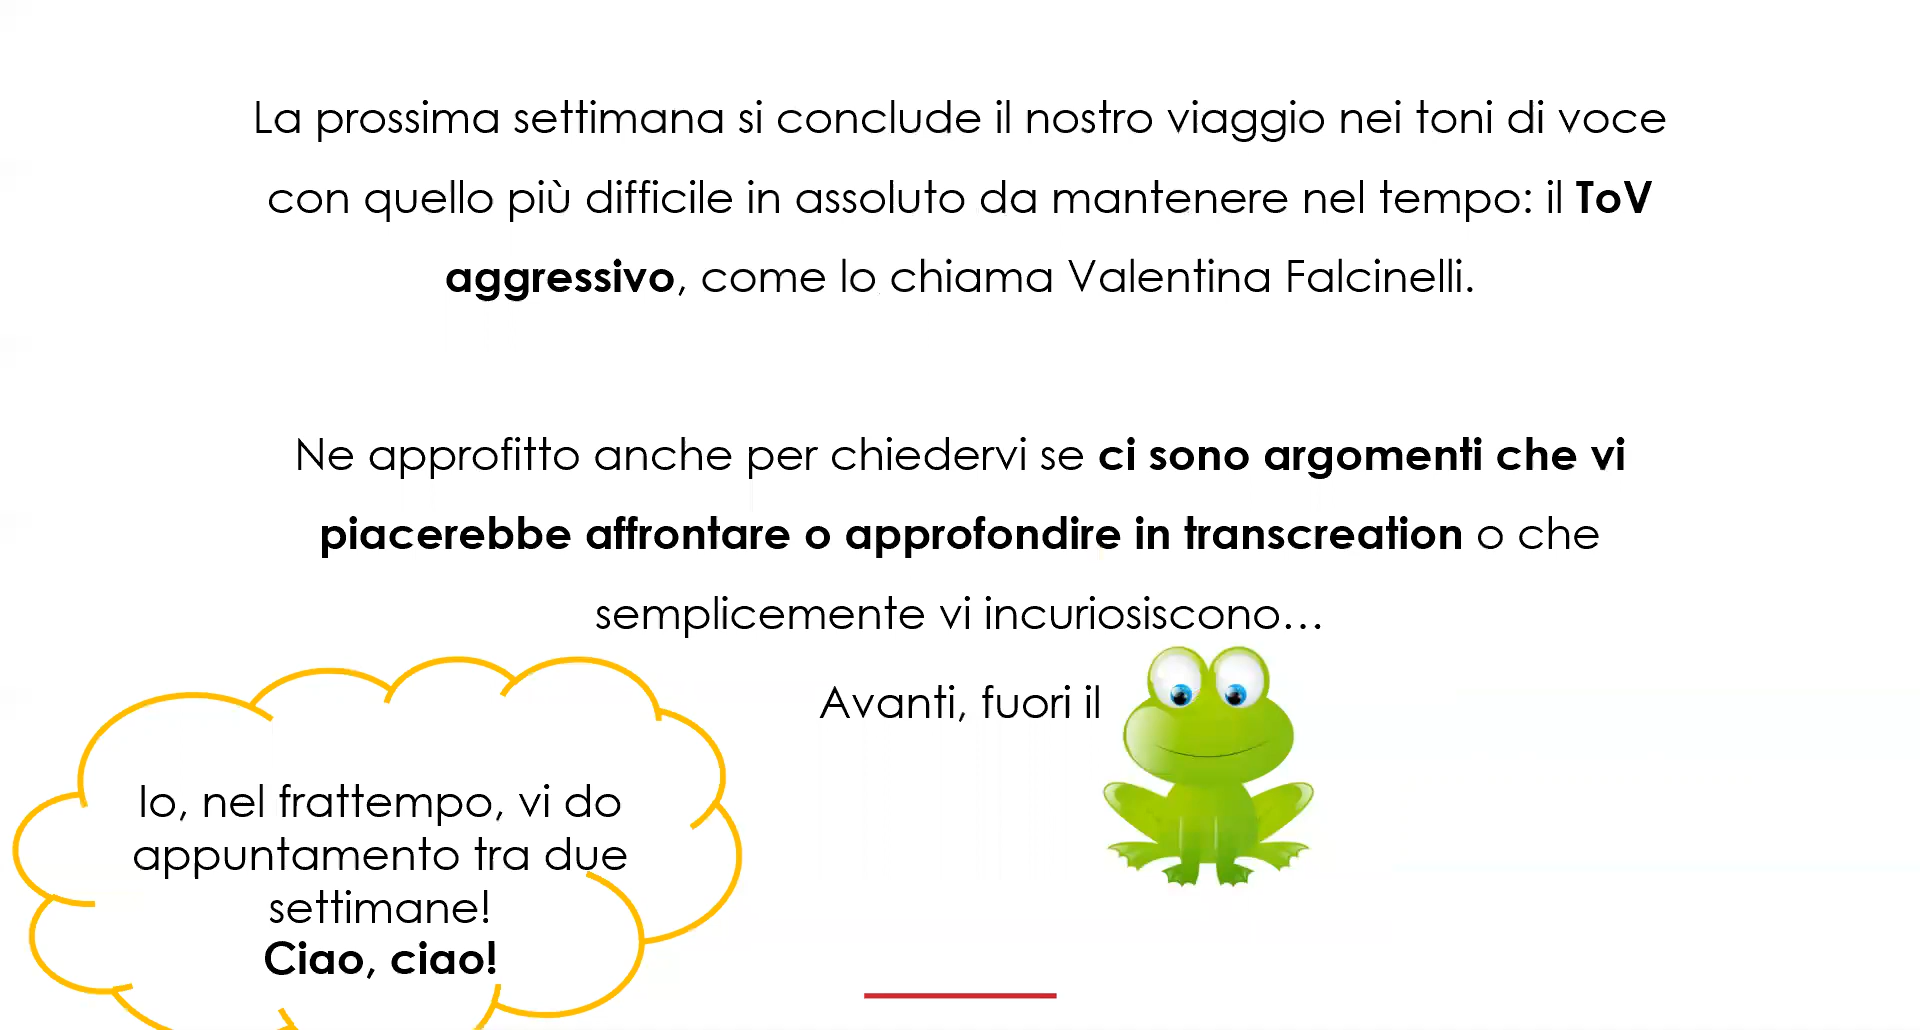 La prossima settimana si conclude il nostro viaggio nei toni di voce
con quello più difficile in assoluto da mantenere nel tempo: il ToV
aggressivo, come lo chiama Valentina Falcinelli.
Ne approfitto anche per chiedervi se ci sono argomenti che vi
piacerebbe affrontare o approfondire in transcreation o che
semplicemente vi incuriosiscono…
Avanti, fuori il
Io, nel frattempo, vi do
appuntamento tra due
settimane!
Ciao, ciao!